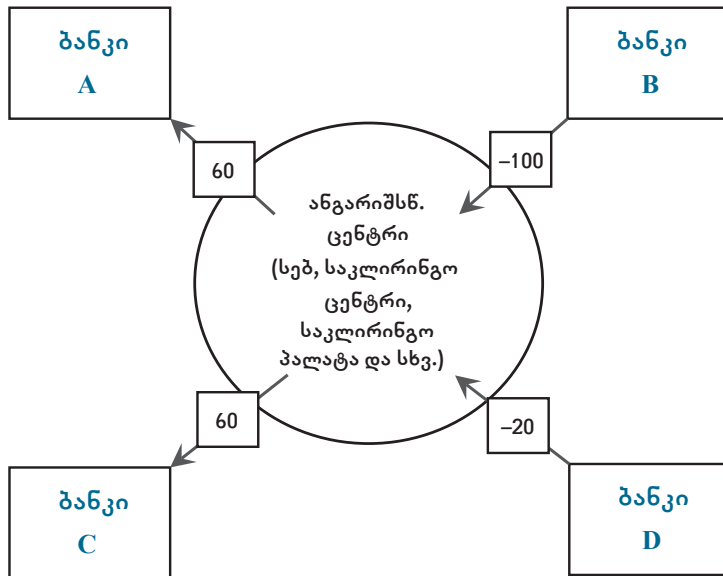 ბანკი
A
ბანკი
B
60
–100
ანგარიშსწ.
ცენტრი
(სებ, საკლირინგო
ცენტრი,
საკლირინგო
პალატა და სხვ.)
60
–20
ბანკი
C
ბანკი
D